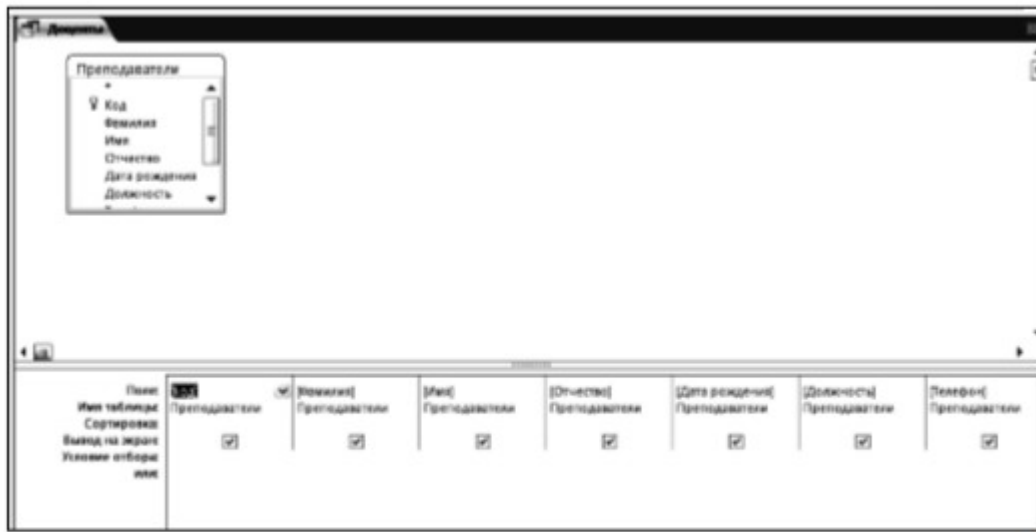 Доценты
Преподаватели
*
Код
Фамилия
Имя
Отчество
Дата рождения
Должность
Поле: Код [Фамилия] [Имя] [Отчество] [Дата рождения] [Должность] [Телефон]
Имя таблицы: Преподаватели Преподаватели Преподаватели Преподаватели Преподаватели Преподаватели Преподаватели
Сортировка:
Вывод на экран:
Условие отбора:
или: